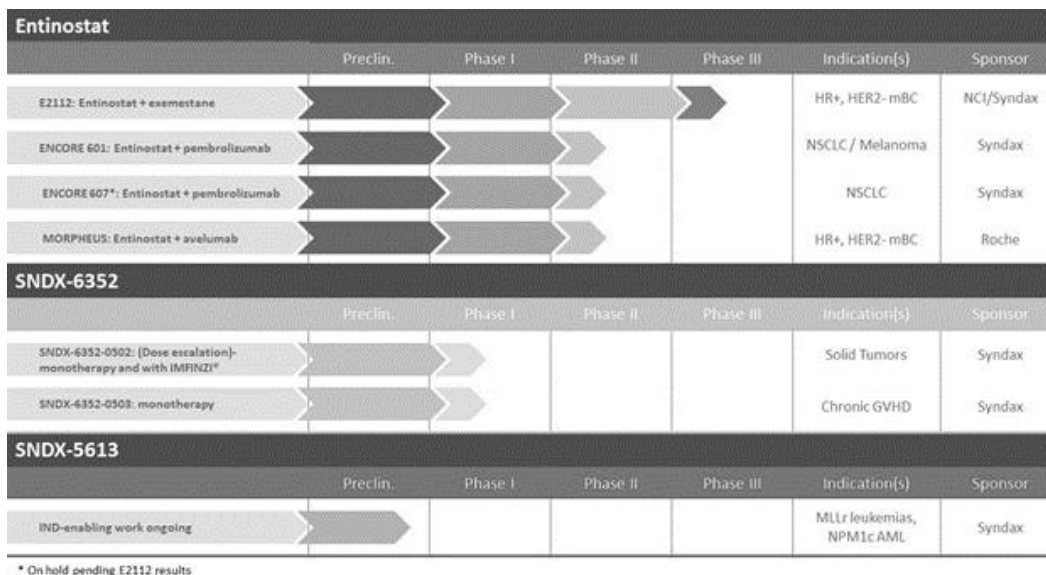 Entinostat
Preclin. Phase I Phase II Phase III Indication(s) Sponsor
E2112: Entinostat + exemestane HR+, HER2- mBC NCI/Syndax
ENCORE 601: Entinostat + pembrolizumab NSCLC / Melanoma Syndax
ENCORE 607*: Entinostat + pembrolizumab NSCLC Syndax
MORPHEUS: Entinostat + avelumab HR+, HER2- mBC Roche
SNDX-6352
Preclin. Phase I Phase II Phase III Indication(s) Sponsor
SNDX-6352-0502: (Dose escalation)-
monotherapy and with IMFINZI* Solid Tumors Syndax
SNDX-6352-0503: monotherapy Chronic GVHD Syndax
SNDX-5613
Preclin. Phase I Phase II Phase III Indication(s) Sponsor
IND-enabling work ongoing MLLr leukemias,
NPM1c AML Syndax
* On hold pending E2112 results